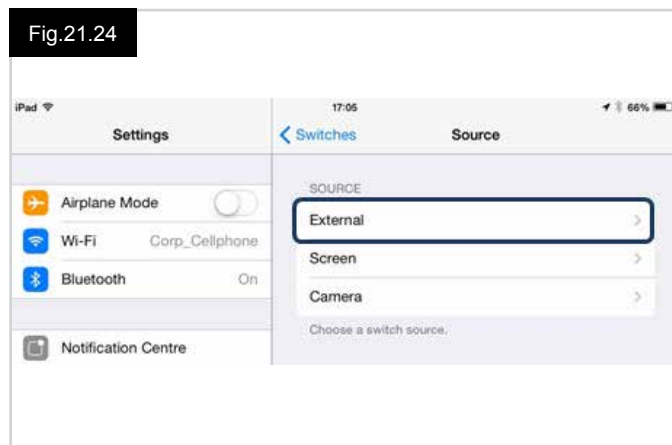 Fig.21.24
iPad 17:05 66%
Settings
Switches Source
Airplane Mode
Wi-Fi Corp_Cellphone
Bluetooth On
Notification Centre
SOURCE
External
Screen
Camera
Choose a switch source.